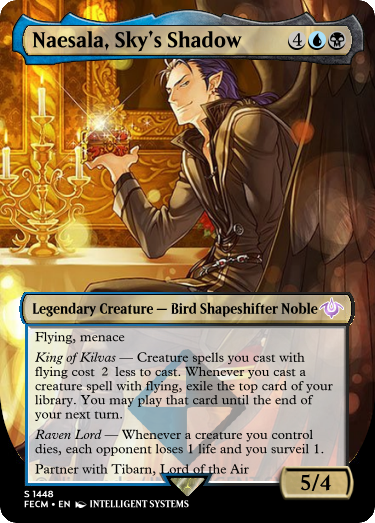 Naesala, Sky's Shadow 4
Legendary Creature — Bird Shapeshifter Noble
Flying, menace
King of Kilvas — Creature spells you cast with
flying cost 2 less to cast. Whenever you cast a
creature spell with flying, exile the top card of your
library. You may play that card until the end of
your next turn.
Raven Lord — Whenever a creature you control
dies, each opponent loses 1 life and you surveil 1.
Partner with Tibarn, Lord of the Air
5/4
S 1448
FECM • EN INTELLIGENT SYSTEMS